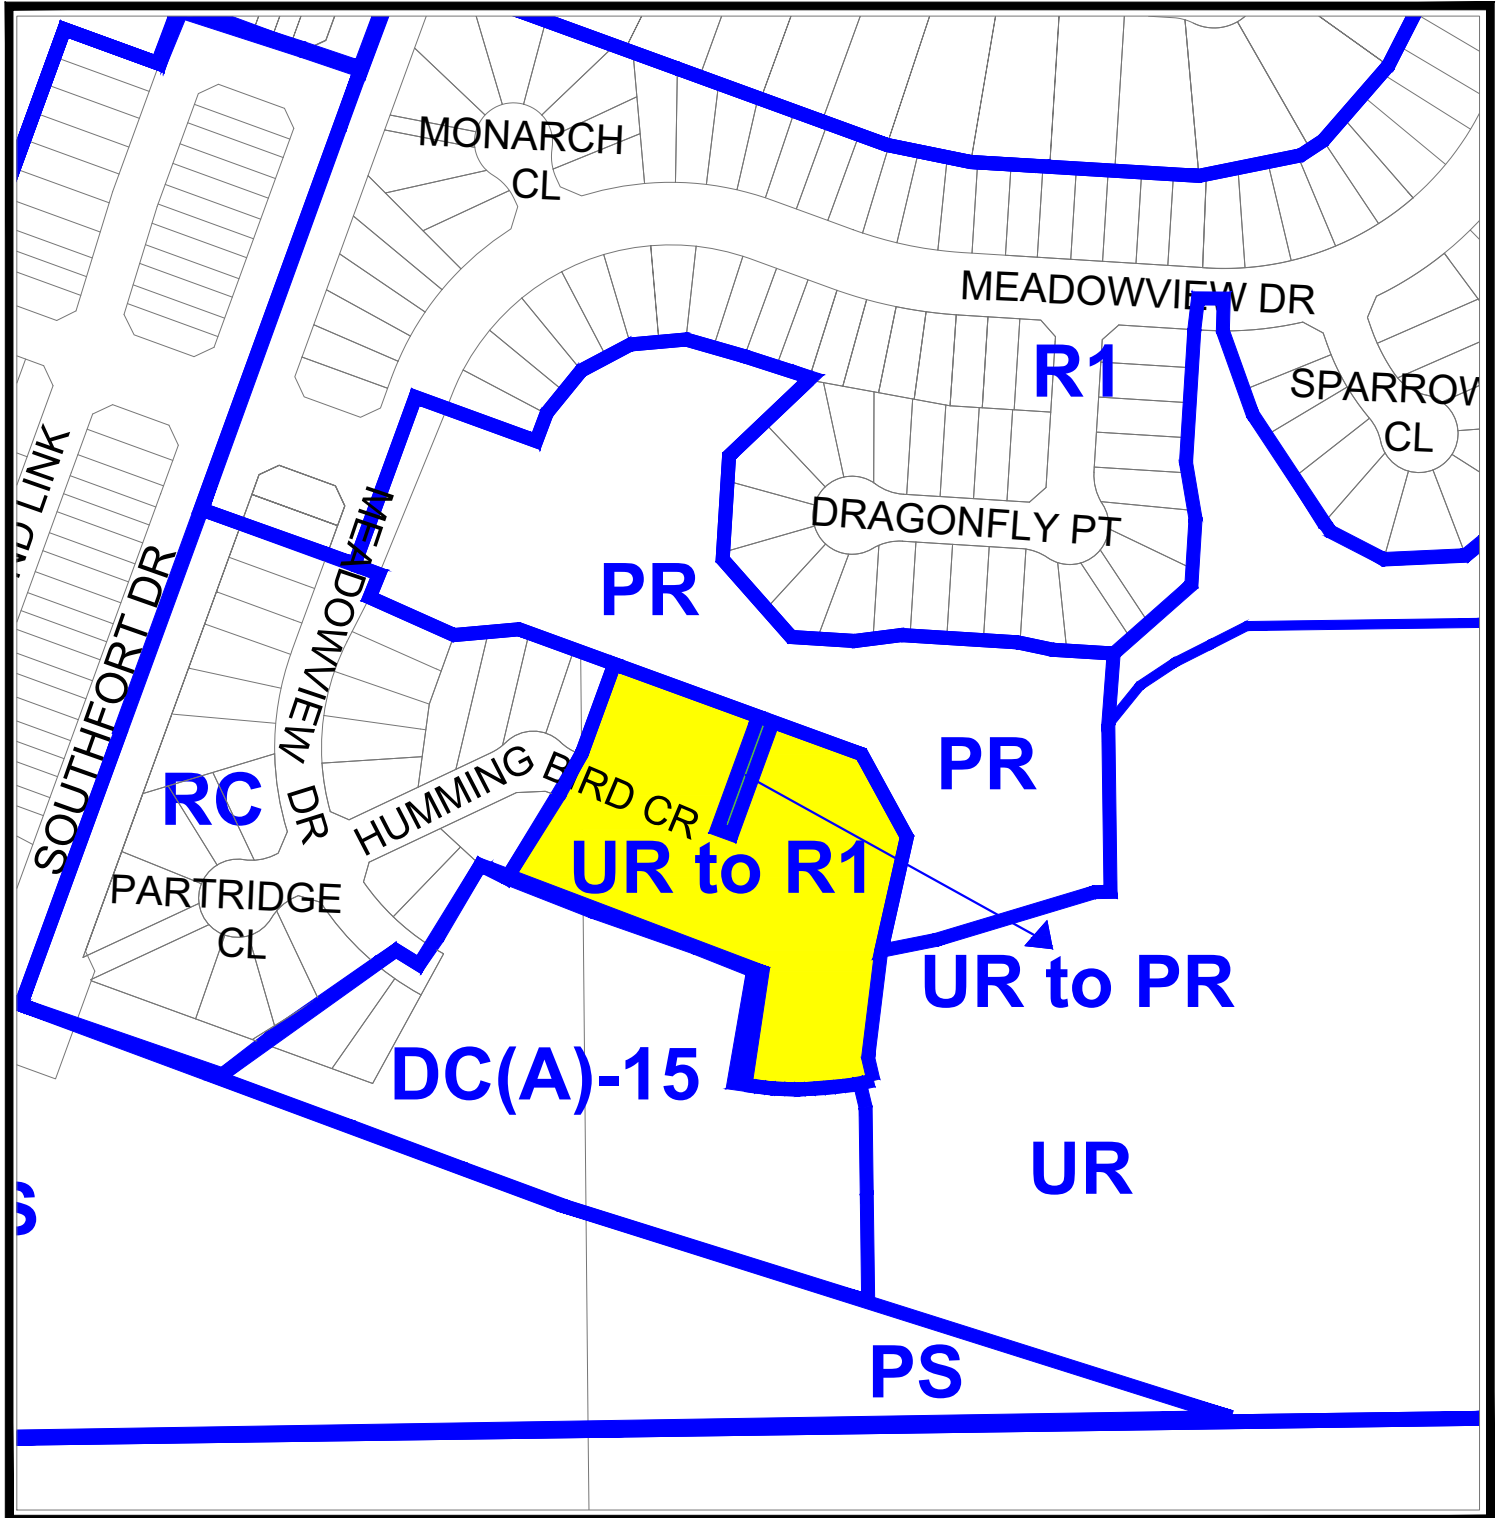 MONARCH
CL
MEADOWVIEW DR
R1
SPARROW
CL
ND LINK
DRAGONFLY PT
SOUTHFORT DR
MEADOWVIEW DR
PR
PR
HUMMING BIRD CR
RC
UR to R1
PARTRIDGE
CL
UR to PR
DC(A)-15
UR
S
PS